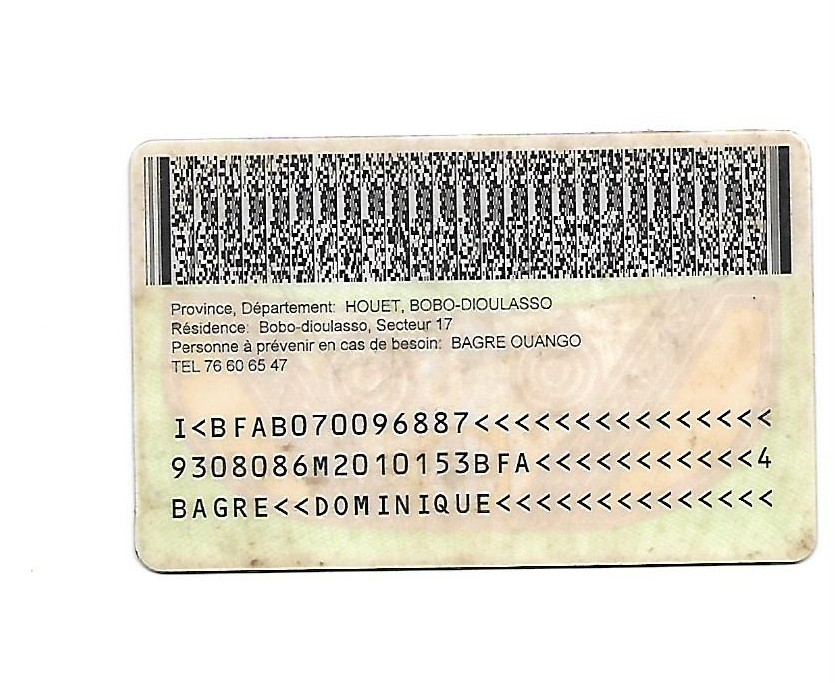 Province, Département: HOUET, BOBO-DIOULASSO
Résidence: Bobo-dioulasso, Secteur 17
Personne à prévenir en cas de besoin: BAGRE OUANGO
TEL 76 60 65 47
I<BFAB070096887<<<<<<<<<<<<<<<
9308086M2010153BFA<<<<<<<<<<<4
BAGRE<<DOMINIQUE<<<<<<<<<<<<<<